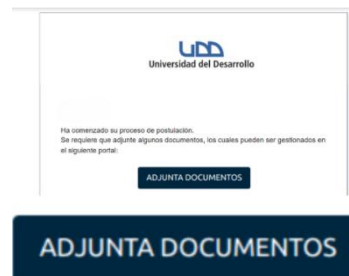 UDD
Universidad del Desarrollo
Ha comenzado su proceso de postulación.
Se requiere que adjunte algunos documentos, los cuales pueden ser gestionados en
el siguiente portal:
ADJUNTA DOCUMENTOS
ADJUNTA DOCUMENTOS